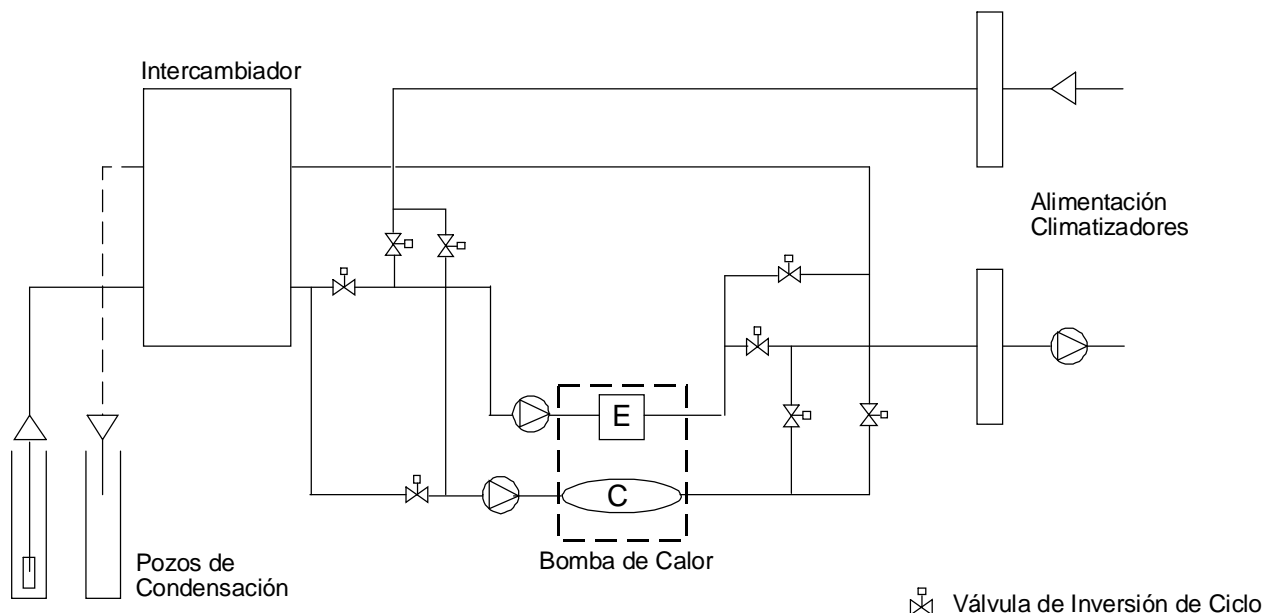 Intercambiador
Alimentación
Climatizadores
E
C
Bomba de Calor
Pozos de
Condensación
Válvula de Inversión de Ciclo